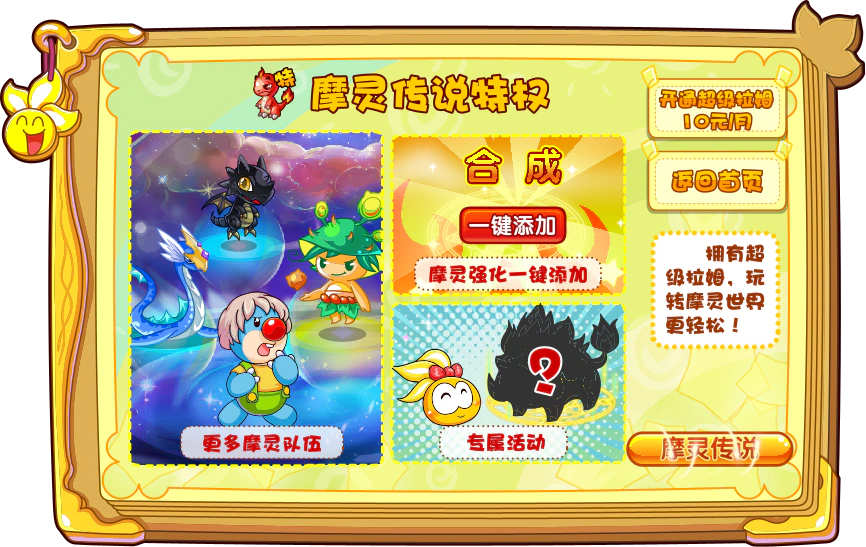 特
摩灵传说特权
开通超级拉姆
10元/月
返回首页
合成
一键添加
摩灵强化一键添加
拥有超
级拉姆，玩
转摩灵世界
更轻松！
?
更多摩灵队伍
专属活动
摩灵传说